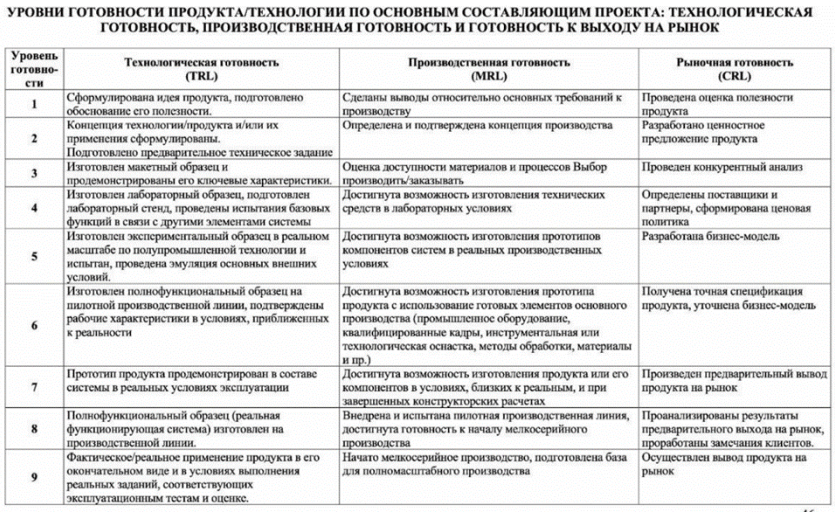 УРОВНИ ГОТОВНОСТИ ПРОДУКТА/ТЕХНОЛОГИИ ПО ОСНОВНЫМ СОСТАВЛЯЮЩИМ ПРОЕКТА: ТЕХНОЛОГИЧЕСКАЯ
ГОТОВНОСТЬ, ПРОИЗВОДСТВЕННАЯ ГОТОВНОСТЬ И ГОТОВНОСТЬ К ВЫХОДУ НА РЫНОК
Уровень
готовно-
сти
Технологическая готовность
(TRL)
Производственная готовность
(MRL)
Рыночная готовность
(CRL)
1
Сформулирована идея продукта, подготовлено
обоснование его полезности.
Сделаны выводы относительно основных требований к
производству
Проведена оценка полезности
продукта
2
Концепция технологии/продукта и/или их
применения сформулированы.
Подготовлено предварительное техническое задание
Определена и подтверждена концепция производства
Разработано ценностное
предложение продукта
3
Изготовлен макетный образец и
продемонстрированы его ключевые характеристики.
Оценка доступности материалов и процессов Выбор
производить/заказывать
Проведен конкурентный анализ
4
Изготовлен лабораторный образец, подготовлен
лабораторный стенд, проведены испытания базовых
функций в связи с другими элементами системы
Достигнута возможность изготовления технических
средств в лабораторных условиях
Определены поставщики и
партнеры, сформирована ценовая
политика
5
Изготовлен экспериментальный образец в реальном
масштабе по полупромышленной технологии и
испытан, проведена эмуляция основных внешних
условий.
Достигнута возможность изготовления прототипов
компонентов систем в реальных производственных
условиях
Разработана бизнес-модель
6
Изготовлен полнофункциональный образец на
пилотной производственной линии, подтверждены
рабочие характеристики в условиях, приближенных
к реальности
Достигнута возможность изготовления прототипа
продукта с использование готовых элементов основного
производства (промышленное оборудование,
квалифицированные кадры, инструментальная или
технологическая оснастка, методы обработки, материалы
и пр.)
Получена точная спецификация
продукта, уточнена бизнес-модель
7
Прототип продукта продемонстрирован в составе
системы в реальных условиях эксплуатации
Достигнута возможность изготовления продукта или его
компонентов в условиях, близких к реальным, и при
завершенных конструкторских расчетах
Произведен предварительный вывод
продукта на рынок
8
Полнофункциональный образец (реальная
функционирующая система) изготовлен на
производственной линии.
Внедрена и испытана пилотная производственная линия,
достигнута готовность к началу мелкосерийного
производства
Проанализированы результаты
предварительного выхода на рынок,
проработаны замечания клиентов.
9
Фактическое/реальное применение продукта в его
окончательном виде и в условиях выполнения
реальных заданий, соответствующих
эксплуатационным тестам и оценке.
Начато мелкосерийное производство, подготовлена база
для полномасштабного производства
Осуществлен вывод продукта на
рынок